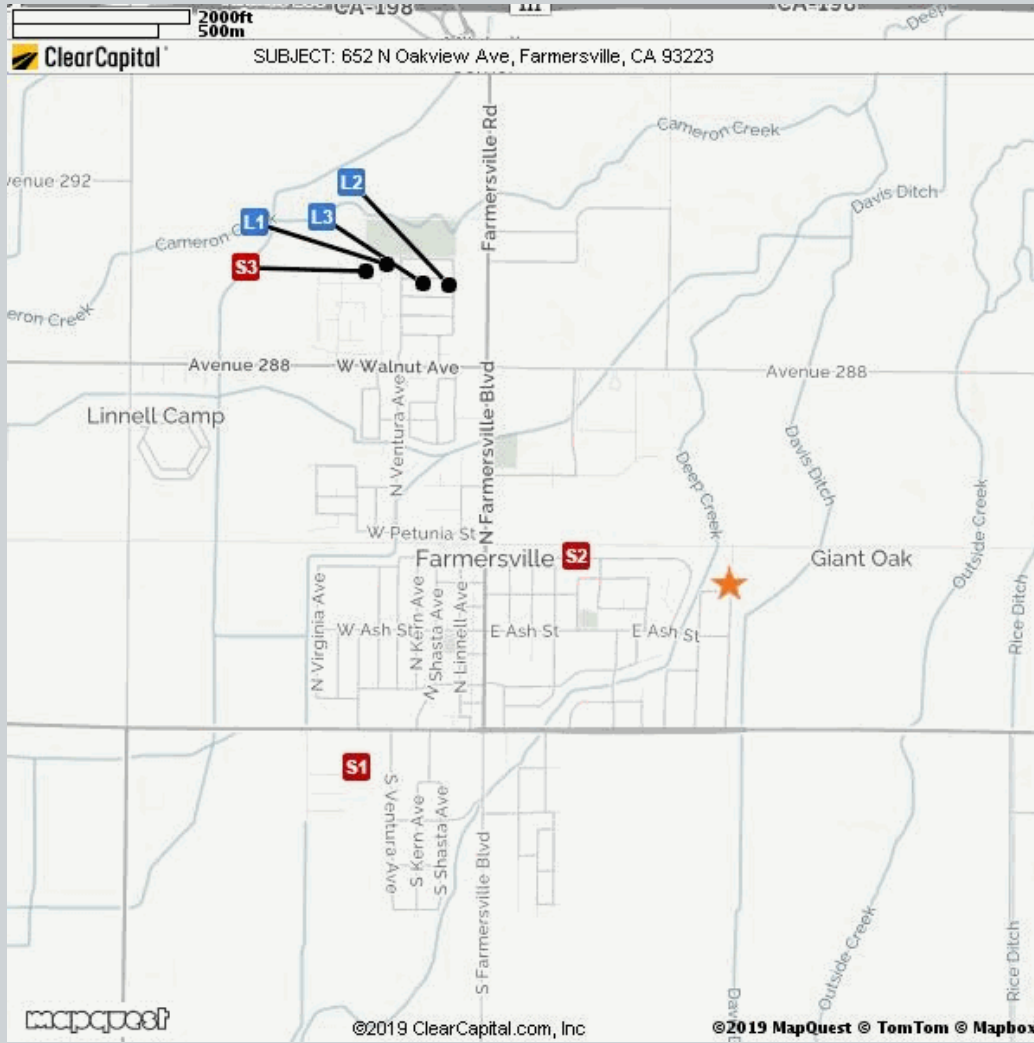 2000ft
500m
CA-198
CA-198
ClearCapital
SUBJECT: 652 N Oakview Ave, Farmersville, CA 93223
Deep
Farmersville Rd
Cameron Creek
venue 292
L2
Davis Ditch
L1
L3
Cameron C k
S3
eron Creek
Avenue 288
W Walnut Ave
Avenue 288
Linnell Camp
N Ventura Ave
N Farmersville Blvd
Deep Creek
Davis Ditch
Outside Creek
W Petunia St
Farmersville
S2
Giant Oak
N Virginia Ave
W Ash St
N Kern Ave
N Shasta Ave
N Linnell Ave
E Ash St
E Ash St
Rice Ditch
S1
S Ventura Ave
S Kern Ave
S Shasta Ave
S Farmersville Blvd
Outside Creek
Rice Ditch
Davi
mapquest
©2019 ClearCapital.com, Inc
©2019 MapQuest © TomTom © Mapbox